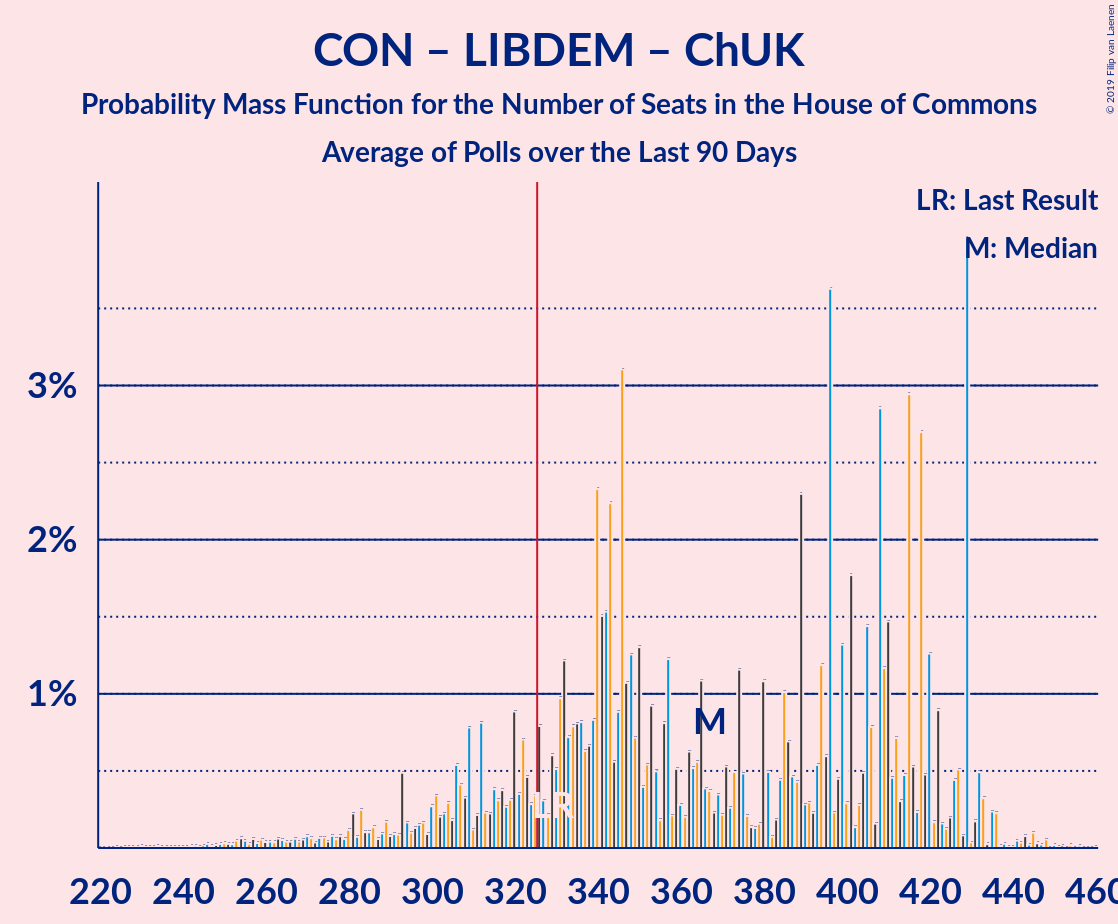 CON – LIBDEM – ChUK
Probability Mass Function for the Number of Seats in the House of Commons
Average of Polls over the Last 90 Days
© 2019 Filip van Laenen
LR: Last Result
M: Median
3%
2%
1%
M
LR
220 240 260 280 300 320 340 360 380 400 420 440 460